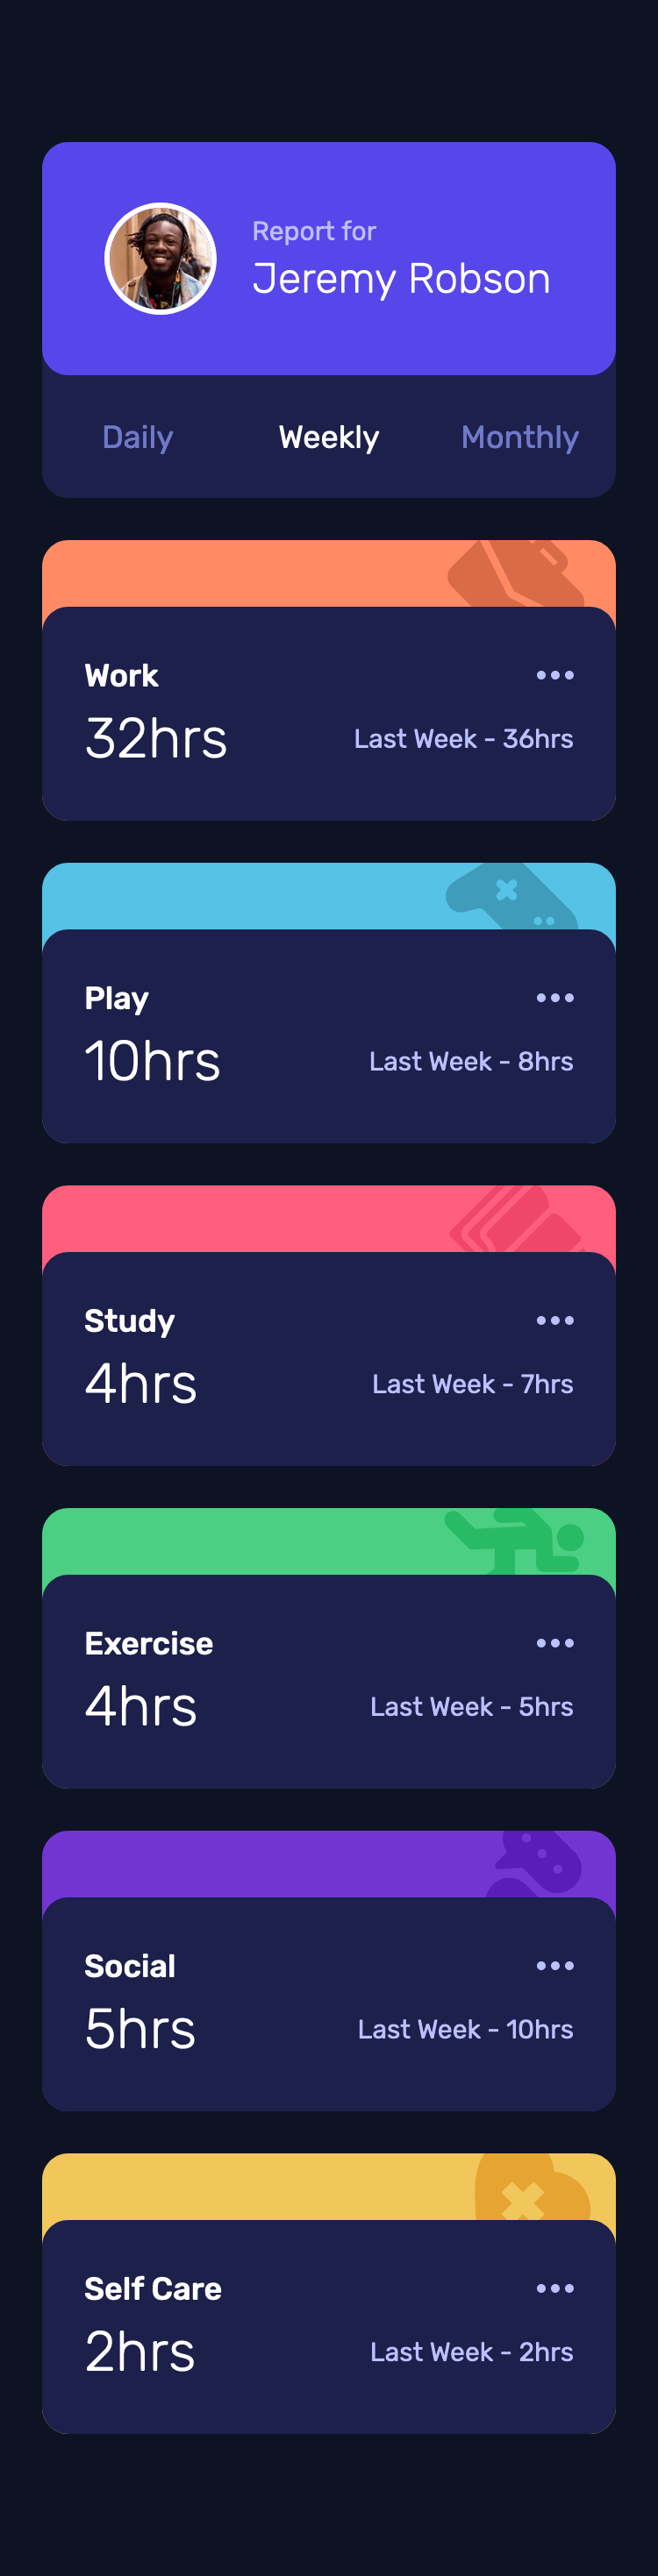 Report for
Jeremy Robson
Daily Weekly Monthly
Work
32hrs Last Week - 36hrs
Play
10hrs Last Week - 8hrs
Study
4hrs Last Week - 7hrs
Exercise
4hrs Last Week - 5hrs
Social
5hrs Last Week - 10hrs
Self Care
2hrs Last Week - 2hrs